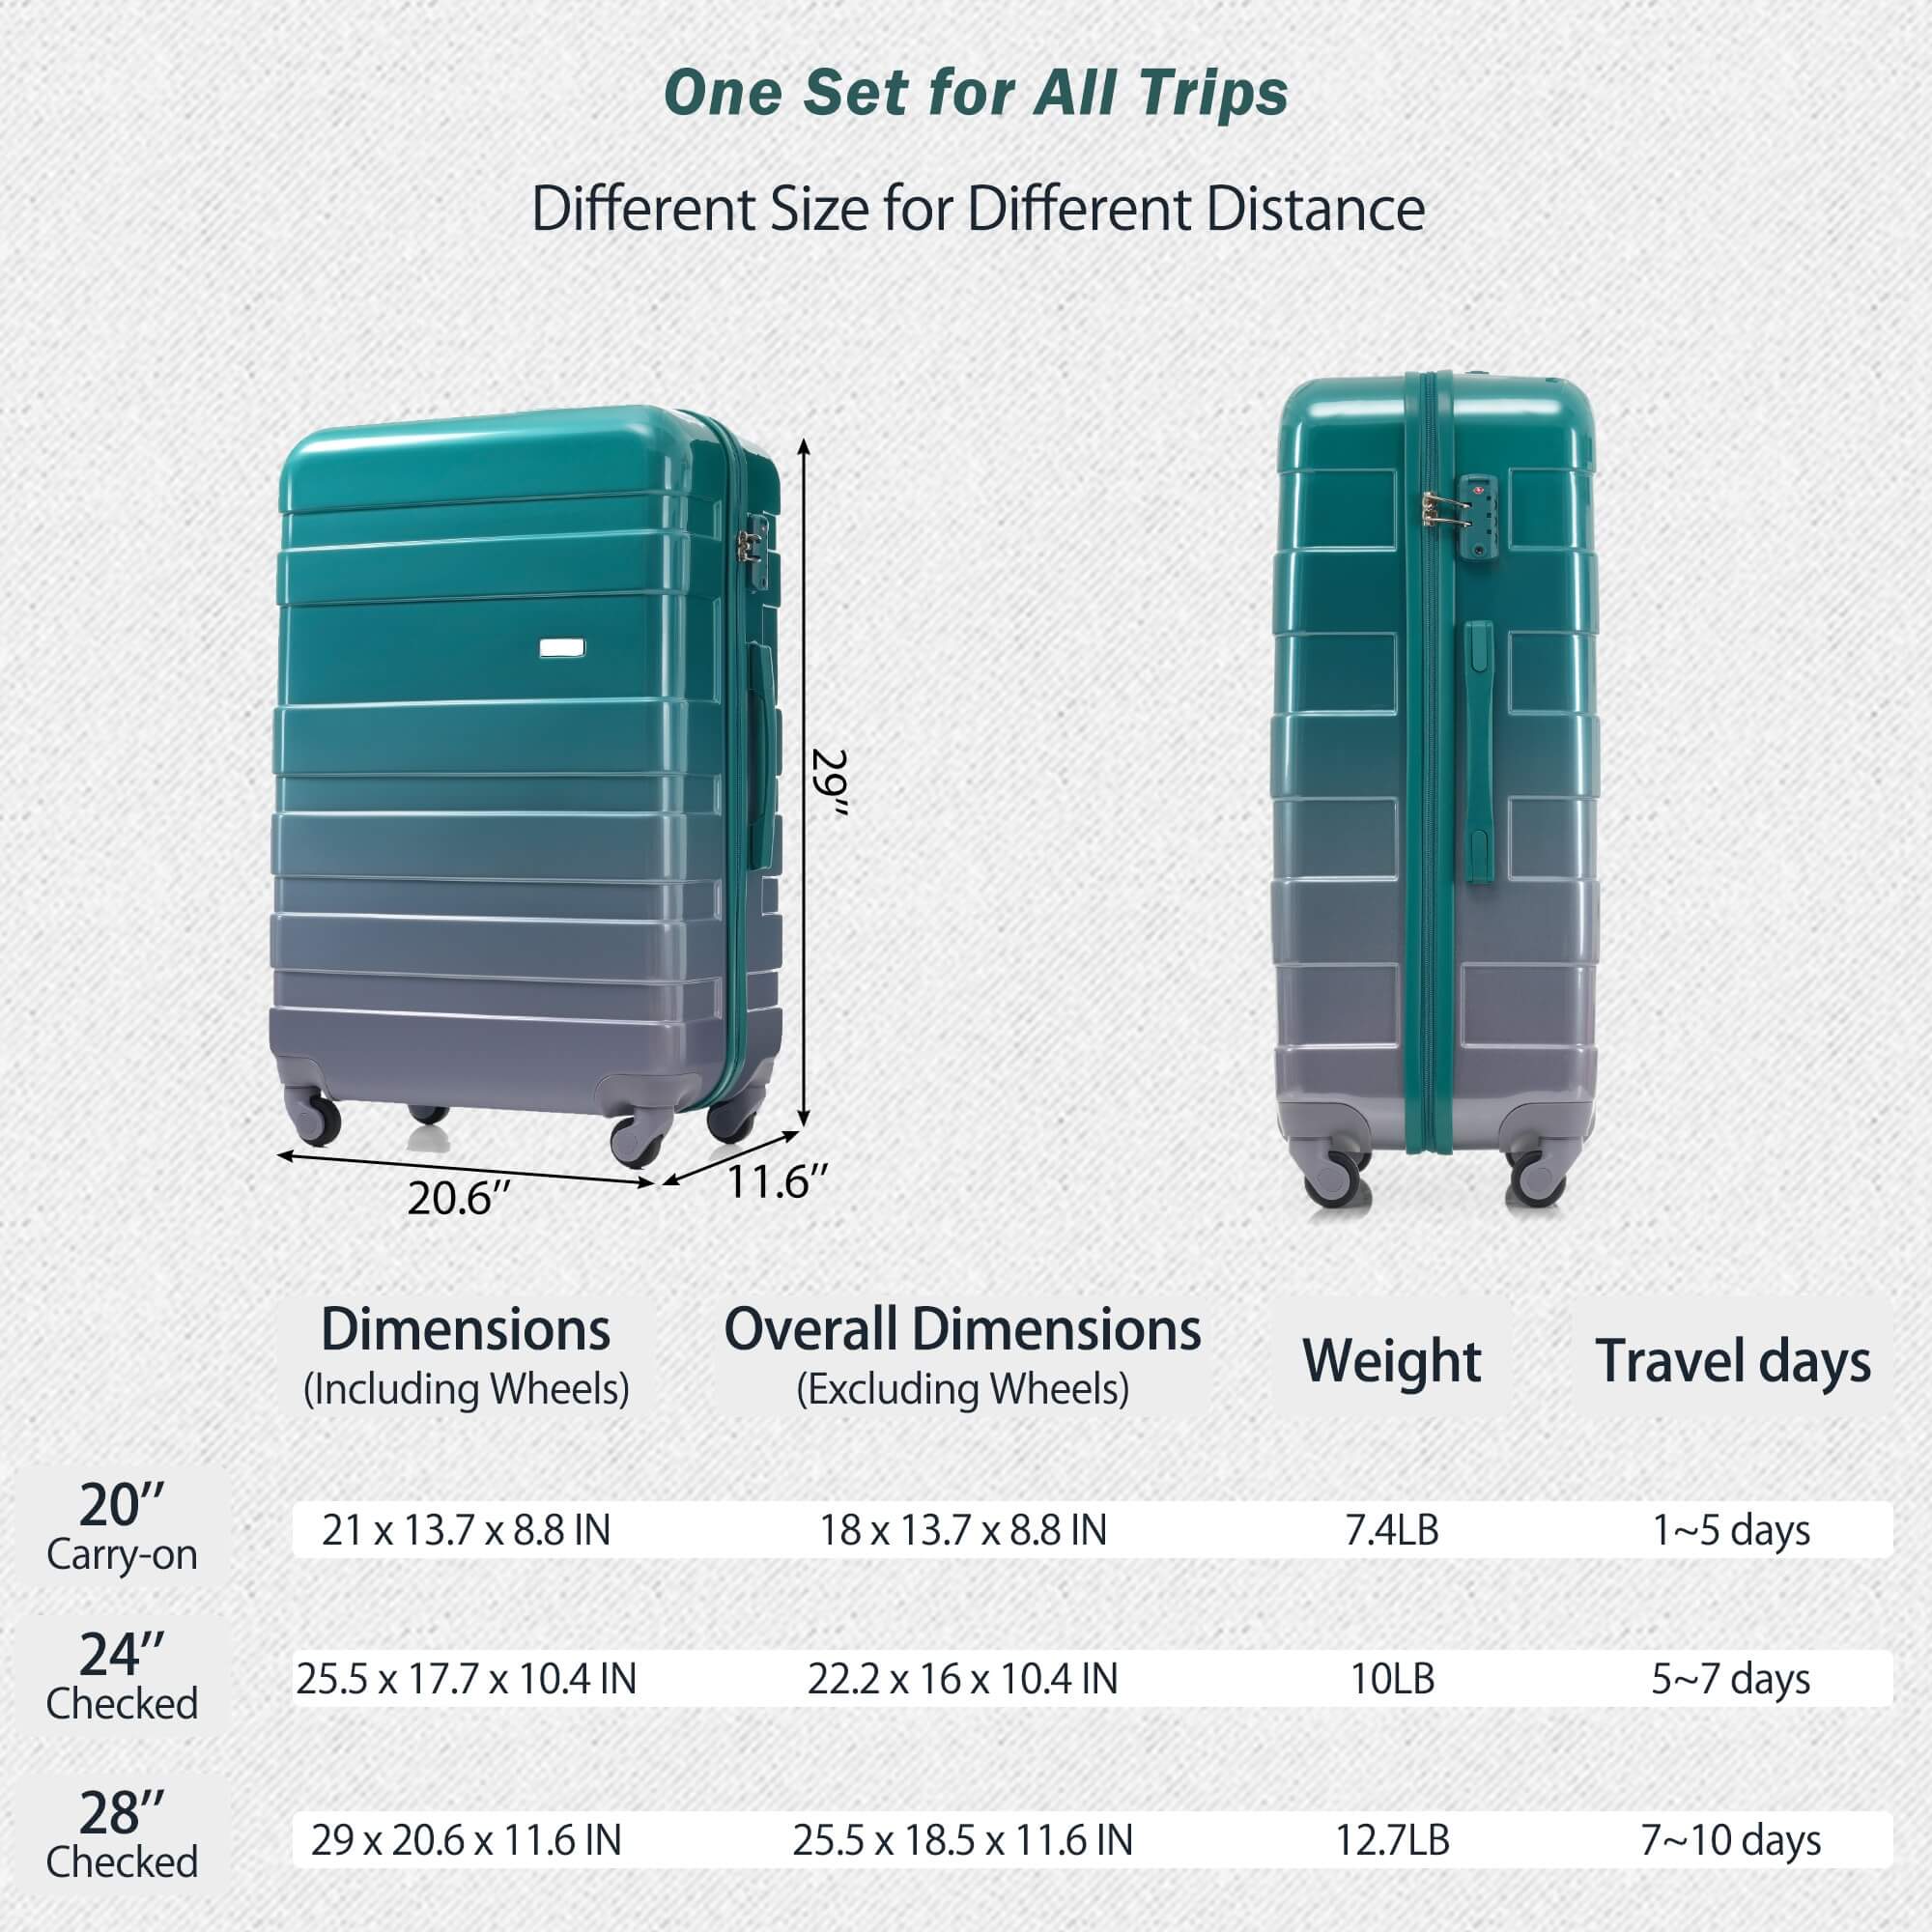 One Set for All Trips
Different Size for Different Distance
29’’
20.6’’
11.6’’
Dimensions
(Including Wheels)
Overall Dimensions
(Excluding Wheels)
Weight
Travel days
20’’
Carry-on
21 x 13.7 x 8.8 IN
18 x 13.7 x 8.8 IN
7.4LB
1~5 days
24’’
Checked
25.5 x 17.7 x 10.4 IN
22.2 x 16 x 10.4 IN
10LB
5~7 days
28’’
Checked
29 x 20.6 x 11.6 IN
25.5 x 18.5 x 11.6 IN
12.7LB
7~10 days